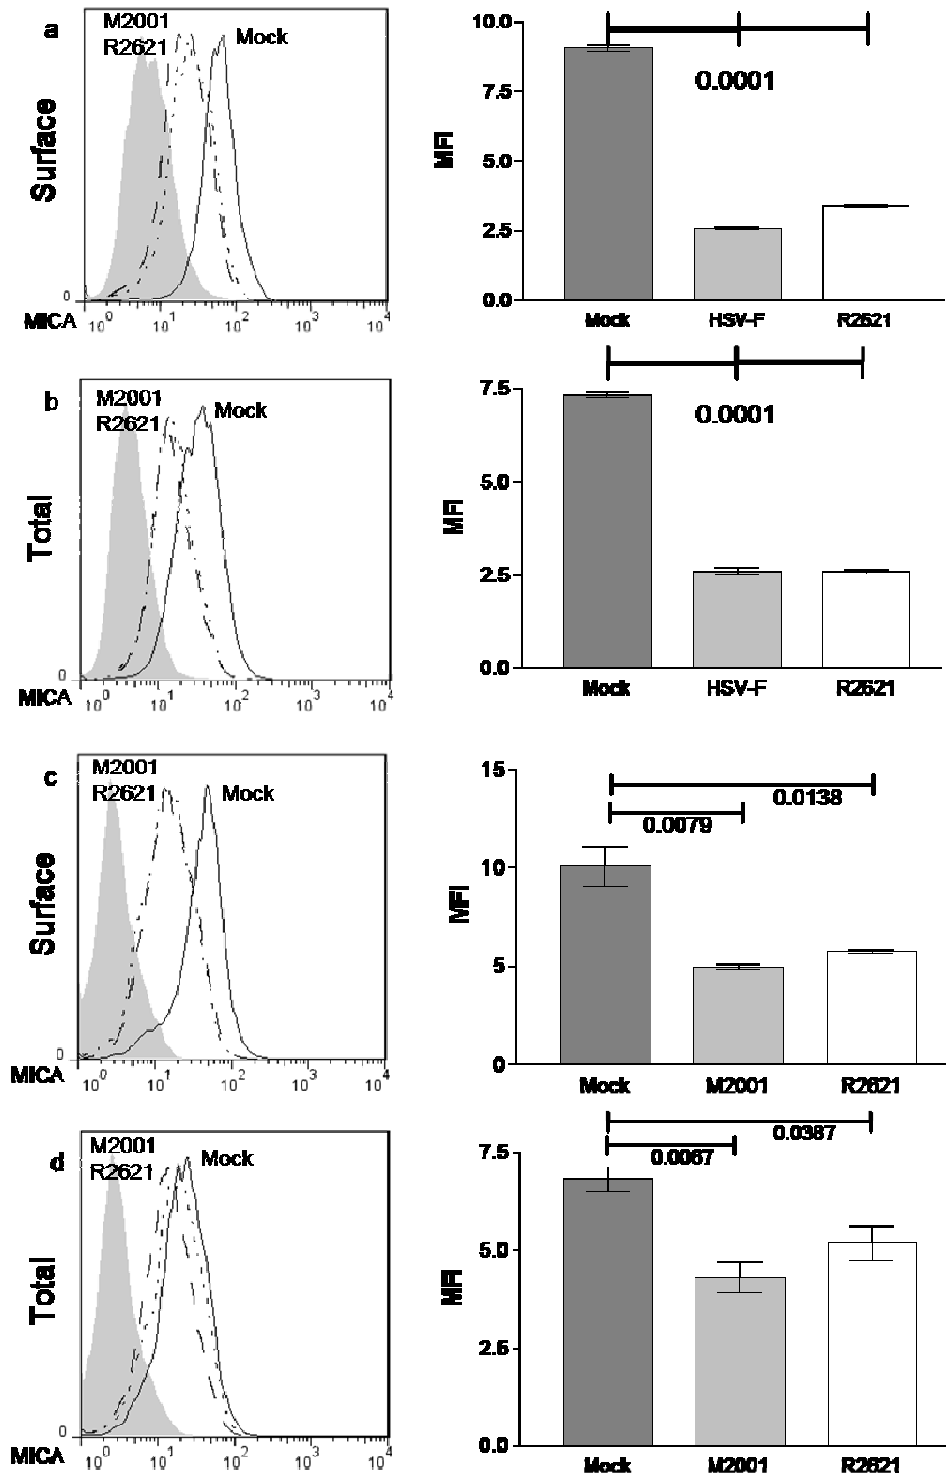 a
M2001
R2621
Mock
Surface
0
MICA
10^0 10^1 10^2 10^3 10^4
10.0
7.5
5.0
2.5
0.0
MFI
0.0001
Mock HSV-F R2621
b
M2001
R2621
Mock
Total
0
MICA
10^0 10^1 10^2 10^3 10^4
7.5
5.0
2.5
0.0
MFI
0.0001
Mock HSV-F R2621
c
M2001
R2621
Mock
Surface
0
MICA
10^0 10^1 10^2 10^3 10^4
15
10
5
0
MFI
0.0138
0.0079
Mock M2001 R2621
d
M2001
R2621
Mock
Total
0
MICA
10^0 10^1 10^2 10^3 10^4
7.5
5.0
2.5
0.0
MFI
0.0387
0.0067
Mock M2001 R2621